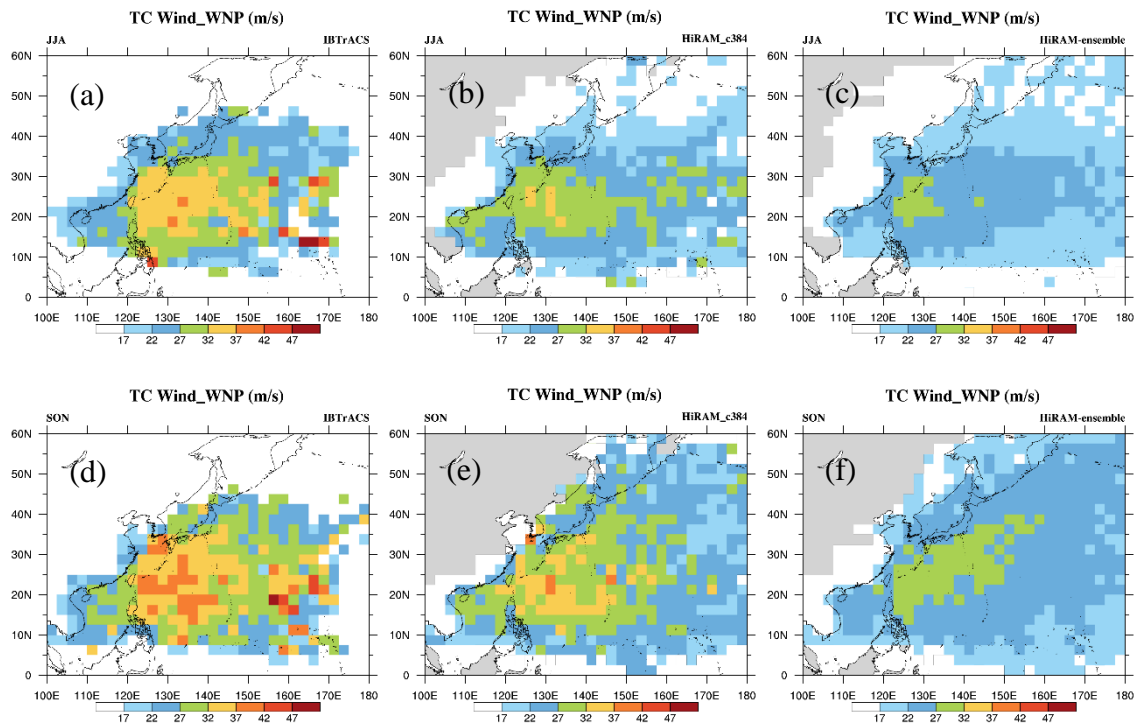 TC Wind_WNP (m/s) TC Wind_WNP (m/s) TC Wind_WNP (m/s)
JJA IBTrACS JJA HiRAM_c384 JJA HiRAM-ensemble
60N 60N 60N
(a) (b) (c)
50N 50N 50N
40N 40N 40N
30N 30N 30N
20N 20N 20N
10N 10N 10N
0 0 0
100E 110E 120E 130E 140E 150E 160E 170E 180 100E 110E 120E 130E 140E 150E 160E 170E 180 100E 110E 120E 130E 140E 150E 160E 170E 180
17 22 27 32 37 42 47 17 22 27 32 37 42 47 17 22 27 32 37 42 47
TC Wind_WNP (m/s) TC Wind_WNP (m/s) TC Wind_WNP (m/s)
SON IBTrACS SON HiRAM_c384 SON HiRAM-ensemble
60N 60N 60N
(d) (e) (f)
50N 50N 50N
40N 40N 40N
30N 30N 30N
20N 20N 20N
10N 10N 10N
0 0 0
100E 110E 120E 130E 140E 150E 160E 170E 180 100E 110E 120E 130E 140E 150E 160E 170E 180 100E 110E 120E 130E 140E 150E 160E 170E 180
17 22 27 32 37 42 47 17 22 27 32 37 42 47 17 22 27 32 37 42 47